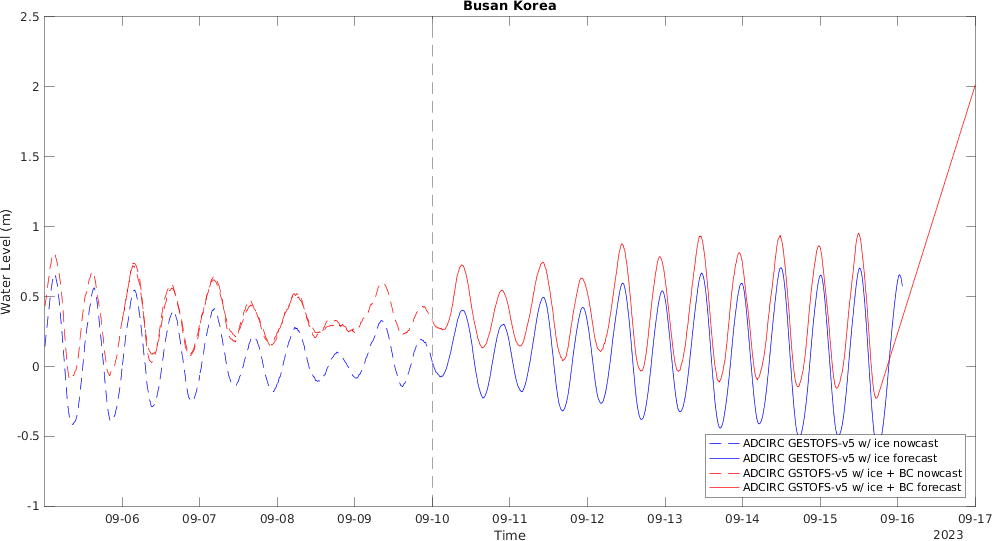 Busan Korea
2.5
2
1.5
1
0.5
0
-0.5
-1
Water Level (m)
ADCIRC GESTOFS-v5 w/ ice nowcast
ADCIRC GESTOFS-v5 w/ ice forecast
ADCIRC GSTOFS-v5 w/ ice + BC nowcast
ADCIRC GSTOFS-v5 w/ ice + BC forecast
09-06 09-07 09-08 09-09 09-10 09-11 09-12 09-13 09-14 09-15 09-16 09-17
Time
2023